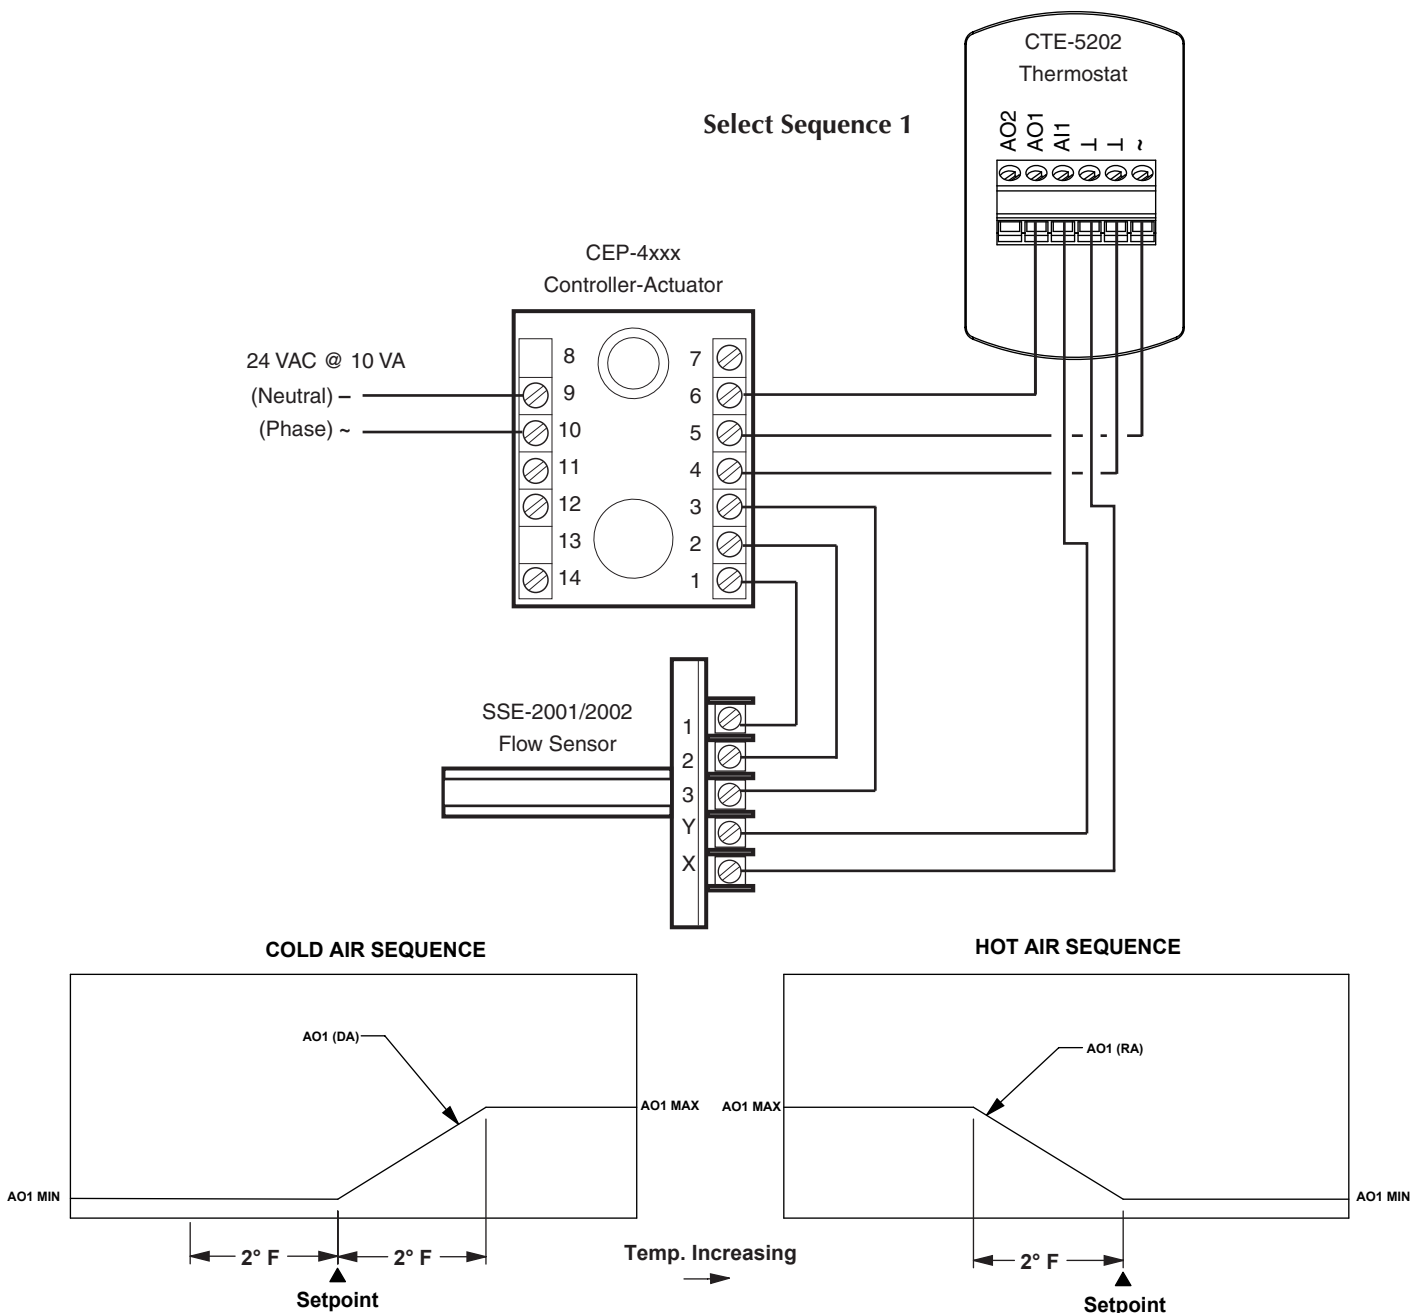 CTE-5202
Thermostat
Select Sequence 1
AO2
AO1
AI1
⊥
⊥
~
CEP-4xxx
Controller-Actuator
24 VAC @ 10 VA
(Neutral) –
(Phase) ~
8
9
10
11
12
13
14
7
6
5
4
3
2
1
SSE-2001/2002
Flow Sensor
1
2
3
Y
X
COLD AIR SEQUENCE
AO1 (DA)
AO1 MAX
AO1 MIN
2° F
2° F
Setpoint
Temp. Increasing
HOT AIR SEQUENCE
AO1 (RA)
AO1 MAX
AO1 MIN
2° F
Setpoint